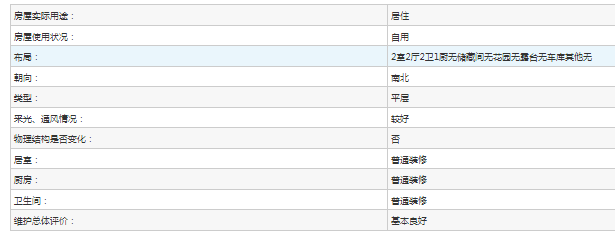 房屋实际用途： 居住
房屋使用状况： 自用
布局： 2室2厅2卫1厨无储藏间无花园无露台无车库其他无
朝向： 南北
类型： 平层
采光、通风情况： 较好
物理结构是否变化： 否
居室： 普通装修
厨房： 普通装修
卫生间： 普通装修
维护总体评价： 基本良好